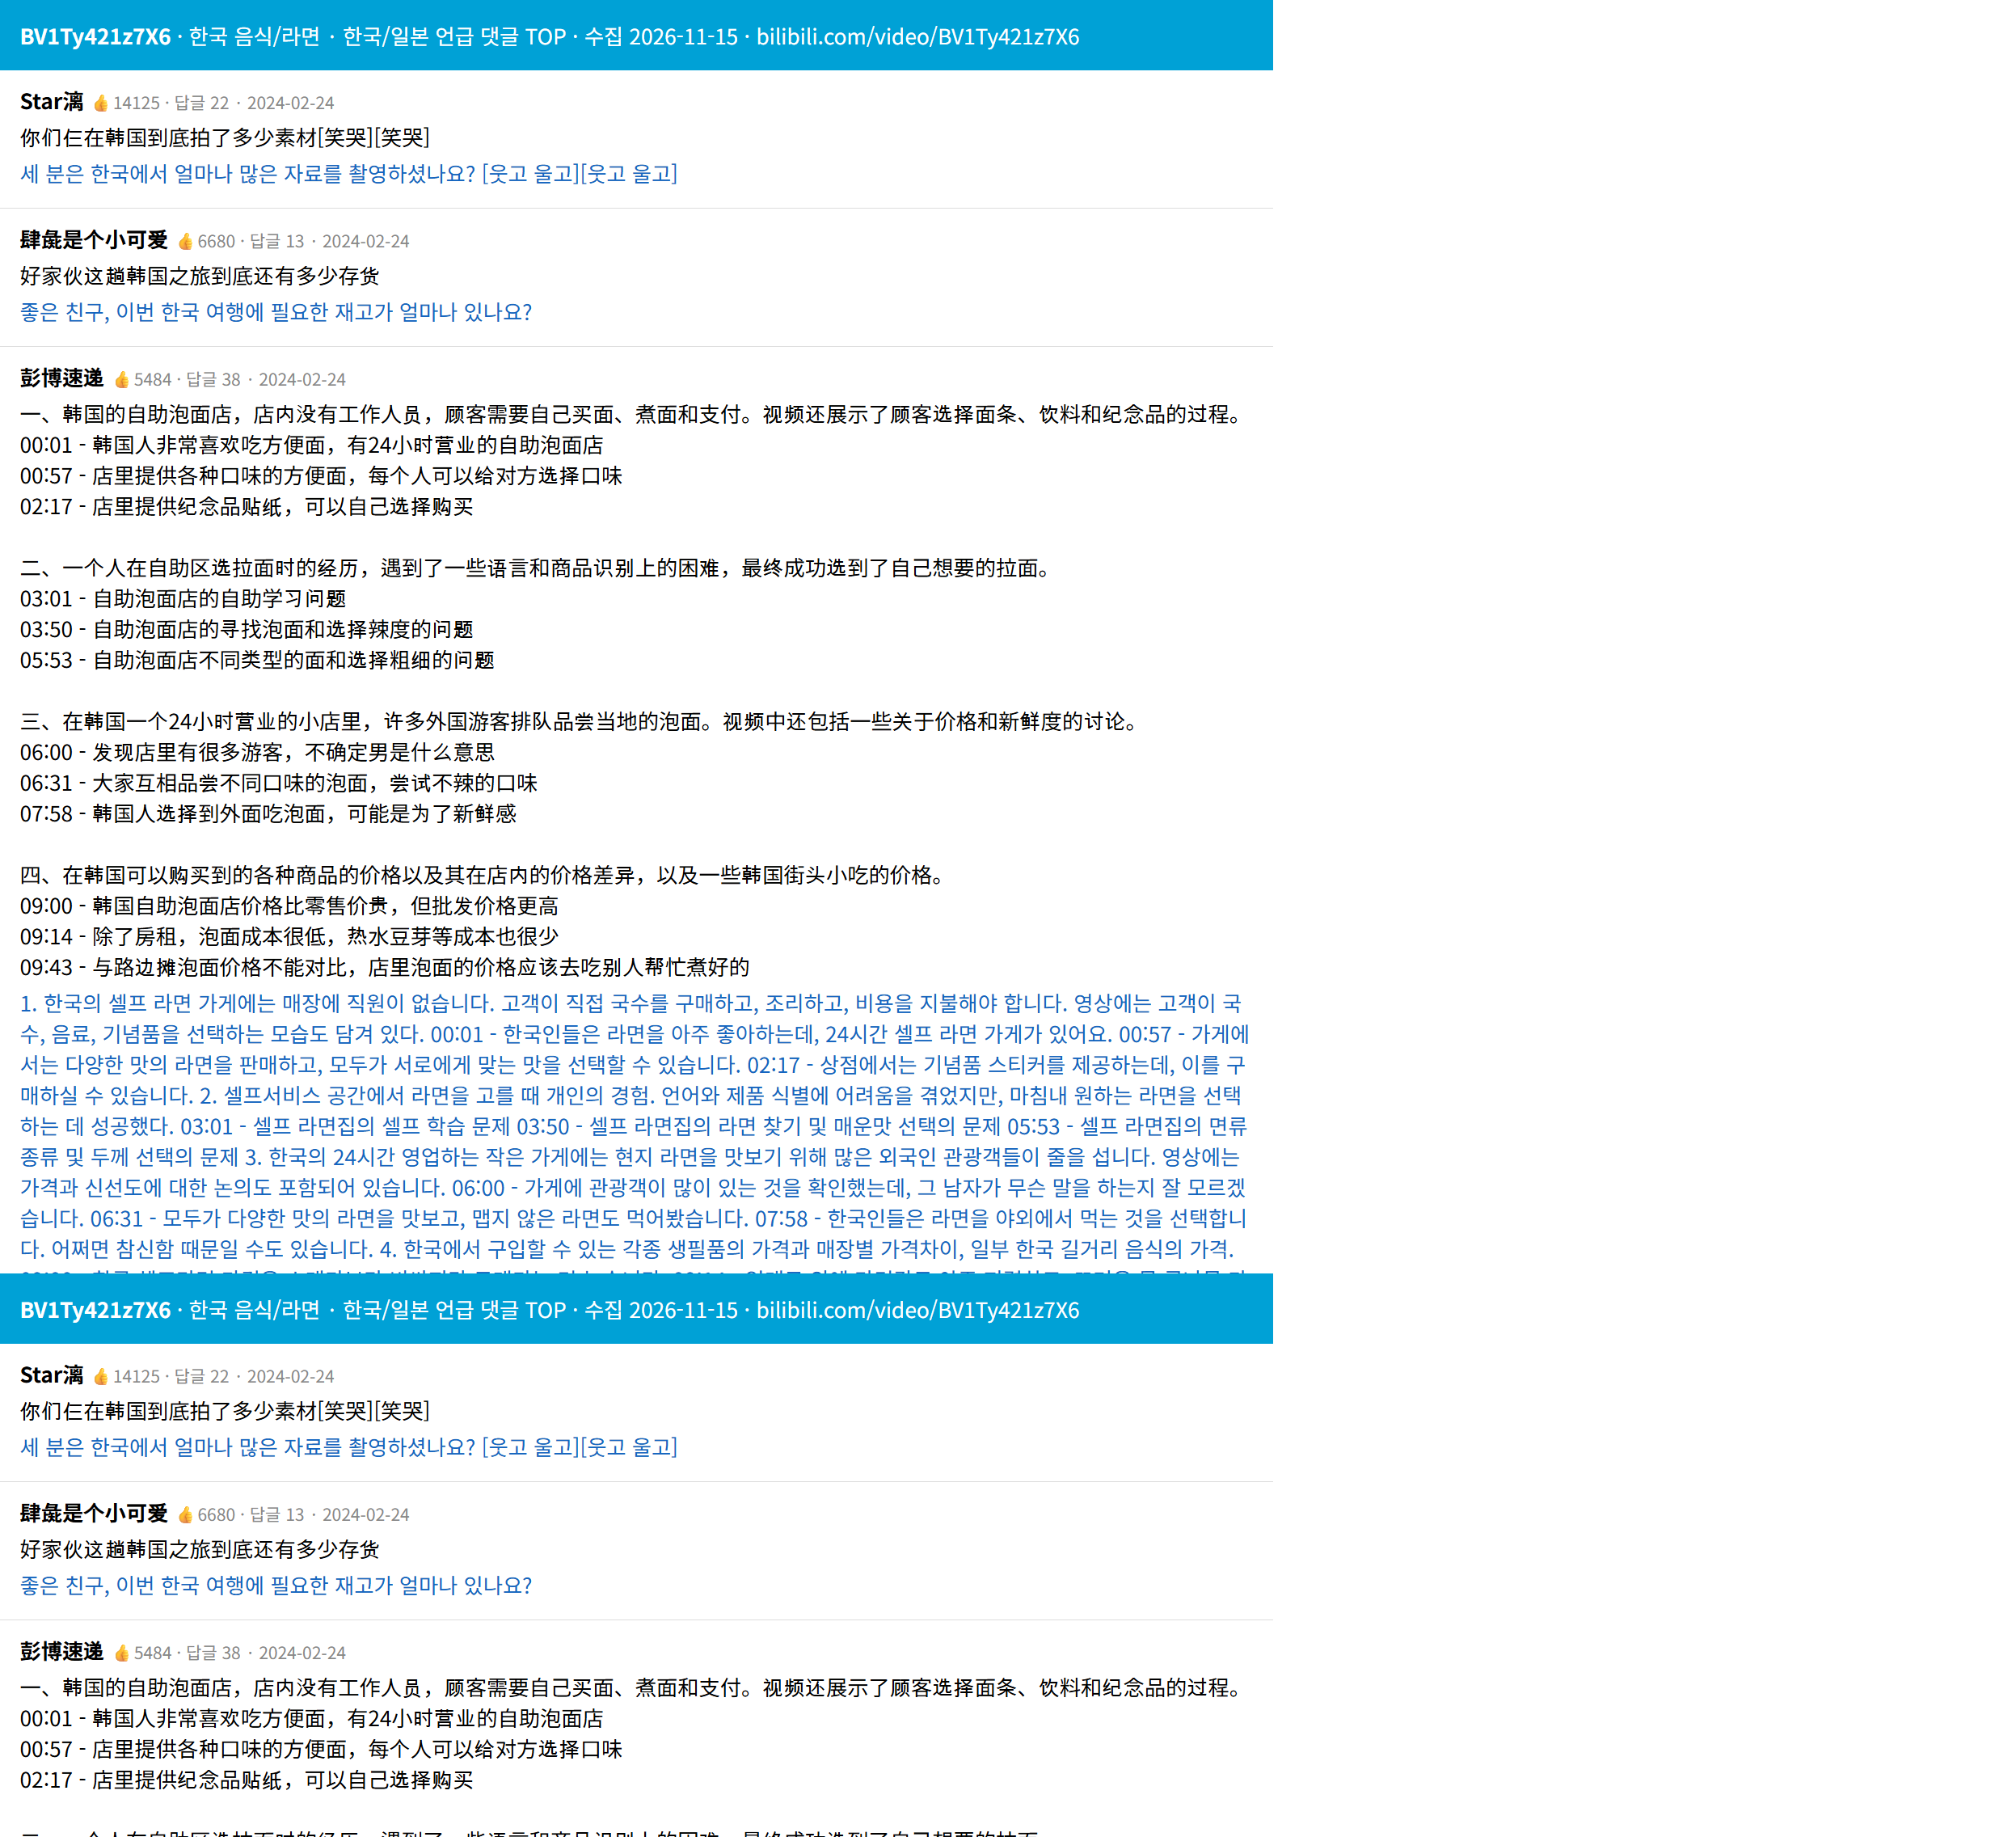 BV1Ty421z7X6 · 한국 음식/라면 · 한국/일본 언급 댓글 TOP · 수집 2026-11-15 · bilibili.com/video/BV1Ty421z7X6
Star漓 👍 14125 · 답글 22 · 2024-02-24
你们仨在韩国到底拍了多少素材[笑哭][笑哭]
세 분은 한국에서 얼마나 많은 자료를 촬영하셨나요? [웃고 울고][웃고 울고]
肆彘是个小可爱 👍 6680 · 답글 13 · 2024-02-24
好家伙这趟韩国之旅到底还有多少存货
좋은 친구, 이번 한국 여행에 필요한 재고가 얼마나 있나요?
彭博速递 👍 5484 · 답글 38 · 2024-02-24
一、韩国的自助泡面店，店内没有工作人员，顾客需要自己买面、煮面和支付。视频还展示了顾客选择面条、饮料和纪念品的过程。
00:01 - 韩国人非常喜欢吃方便面，有24小时营业的自助泡面店
00:57 - 店里提供各种口味的方便面，每个人可以给对方选择口味
02:17 - 店里提供纪念品贴纸，可以自己选择购买
二、一个人在自助区选拉面时的经历，遇到了一些语言和商品识别上的困难，最终成功选到了自己想要的拉面。
03:01 - 自助泡面店的自助学习问题
03:50 - 自助泡面店的寻找泡面和选择辣度的问题
05:53 - 自助泡面店不同类型的面和选择粗细的问题
三、在韩国一个24小时营业的小店里，许多外国游客排队品尝当地的泡面。视频中还包括一些关于价格和新鲜度的讨论。
06:00 - 发现店里有很多游客，不确定男是什么意思
06:31 - 大家互相品尝不同口味的泡面，尝试不辣的口味
07:58 - 韩国人选择到外面吃泡面，可能是为了新鲜感
四、在韩国可以购买到的各种商品的价格以及其在店内的价格差异，以及一些韩国街头小吃的价格。
09:00 - 韩国自助泡面店价格比零售价贵，但批发价格更高
09:14 - 除了房租，泡面成本很低，热水豆芽等成本也很少
09:43 - 与路边摊泡面价格不能对比，店里泡面的价格应该去吃别人帮忙煮好的
1. 한국의 셀프 라면 가게에는 매장에 직원이 없습니다. 고객이 직접 국수를 구매하고, 조리하고, 비용을 지불해야 합니다. 영상에는 고객이 국
수, 음료, 기념품을 선택하는 모습도 담겨 있다. 00:01 - 한국인들은 라면을 아주 좋아하는데, 24시간 셀프 라면 가게가 있어요. 00:57 - 가게에
서는 다양한 맛의 라면을 판매하고, 모두가 서로에게 맞는 맛을 선택할 수 있습니다. 02:17 - 상점에서는 기념품 스티커를 제공하는데, 이를 구
매하실 수 있습니다. 2. 셀프서비스 공간에서 라면을 고를 때 개인의 경험. 언어와 제품 식별에 어려움을 겪었지만, 마침내 원하는 라면을 선택
하는 데 성공했다. 03:01 - 셀프 라면집의 셀프 학습 문제 03:50 - 셀프 라면집의 라면 찾기 및 매운맛 선택의 문제 05:53 - 셀프 라면집의 면류
종류 및 두께 선택의 문제 3. 한국의 24시간 영업하는 작은 가게에는 현지 라면을 맛보기 위해 많은 외국인 관광객들이 줄을 섭니다. 영상에는
가격과 신선도에 대한 논의도 포함되어 있습니다. 06:00 - 가게에 관광객이 많이 있는 것을 확인했는데, 그 남자가 무슨 말을 하는지 잘 모르겠
습니다. 06:31 - 모두가 다양한 맛의 라면을 맛보고, 맵지 않은 라면도 먹어봤습니다. 07:58 - 한국인들은 라면을 야외에서 먹는 것을 선택합니
다. 어쩌면 참신함 때문일 수도 있습니다. 4. 한국에서 구입할 수 있는 각종 생필품의 가격과 매장별 가격차이, 일부 한국 길거리 음식의 가격.
BV1Ty421z7X6 · 한국 음식/라면 · 한국/일본 언급 댓글 TOP · 수집 2026-11-15 · bilibili.com/video/BV1Ty421z7X6
Star漓 👍 14125 · 답글 22 · 2024-02-24
你们仨在韩国到底拍了多少素材[笑哭][笑哭]
세 분은 한국에서 얼마나 많은 자료를 촬영하셨나요? [웃고 울고][웃고 울고]
肆彘是个小可爱 👍 6680 · 답글 13 · 2024-02-24
好家伙这趟韩国之旅到底还有多少存货
좋은 친구, 이번 한국 여행에 필요한 재고가 얼마나 있나요?
彭博速递 👍 5484 · 답글 38 · 2024-02-24
一、韩国的自助泡面店，店内没有工作人员，顾客需要自己买面、煮面和支付。视频还展示了顾客选择面条、饮料和纪念品的过程。
00:01 - 韩国人非常喜欢吃方便面，有24小时营业的自助泡面店
00:57 - 店里提供各种口味的方便面，每个人可以给对方选择口味
02:17 - 店里提供纪念品贴纸，可以自己选择购买